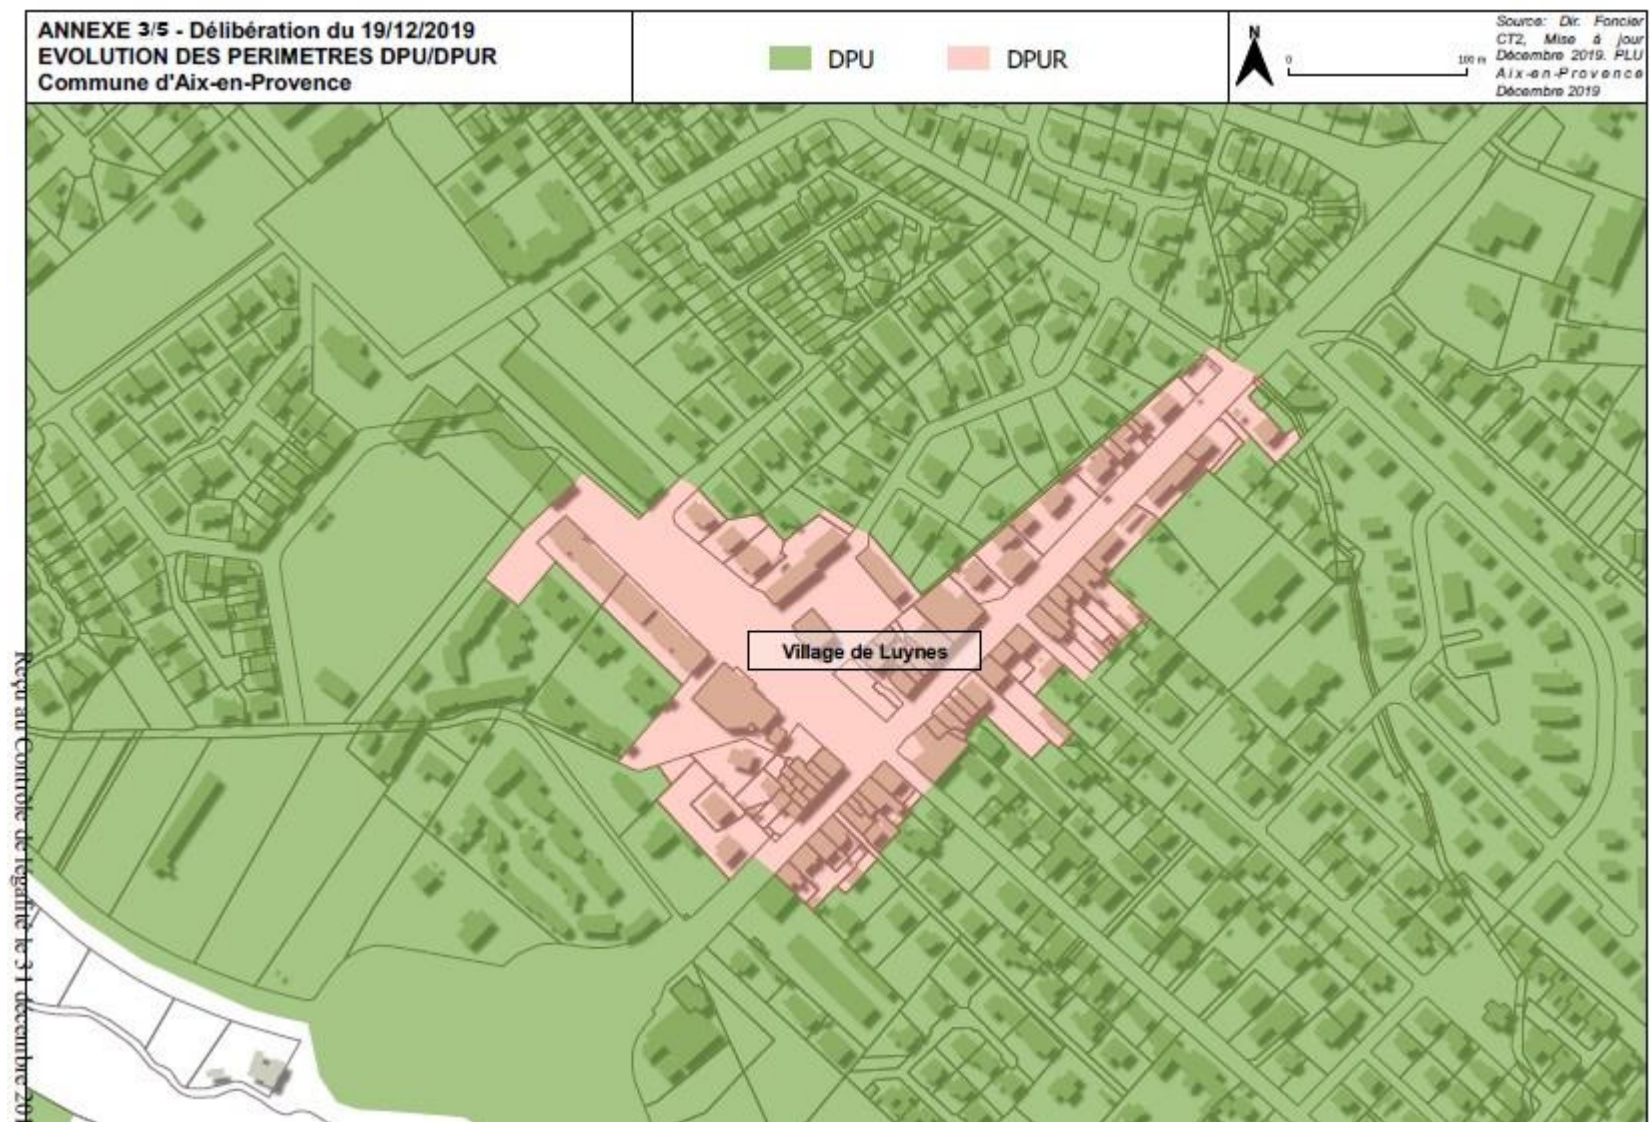 ANNEXE 3/5 - Délibération du 19/12/2019
EVOLUTION DES PERIMETRES DPU/DPUR
Commune d'Aix-en-Provence
DPU
DPUR
N
0
100 m
Source: Dir. Foncier
CT2, Mise à jour
Décembre 2019. PLU
Aix-en-Provence
Décembre 2019
Village de Luynes
Reçu au Contrôle de légalité le 31 décembre 201